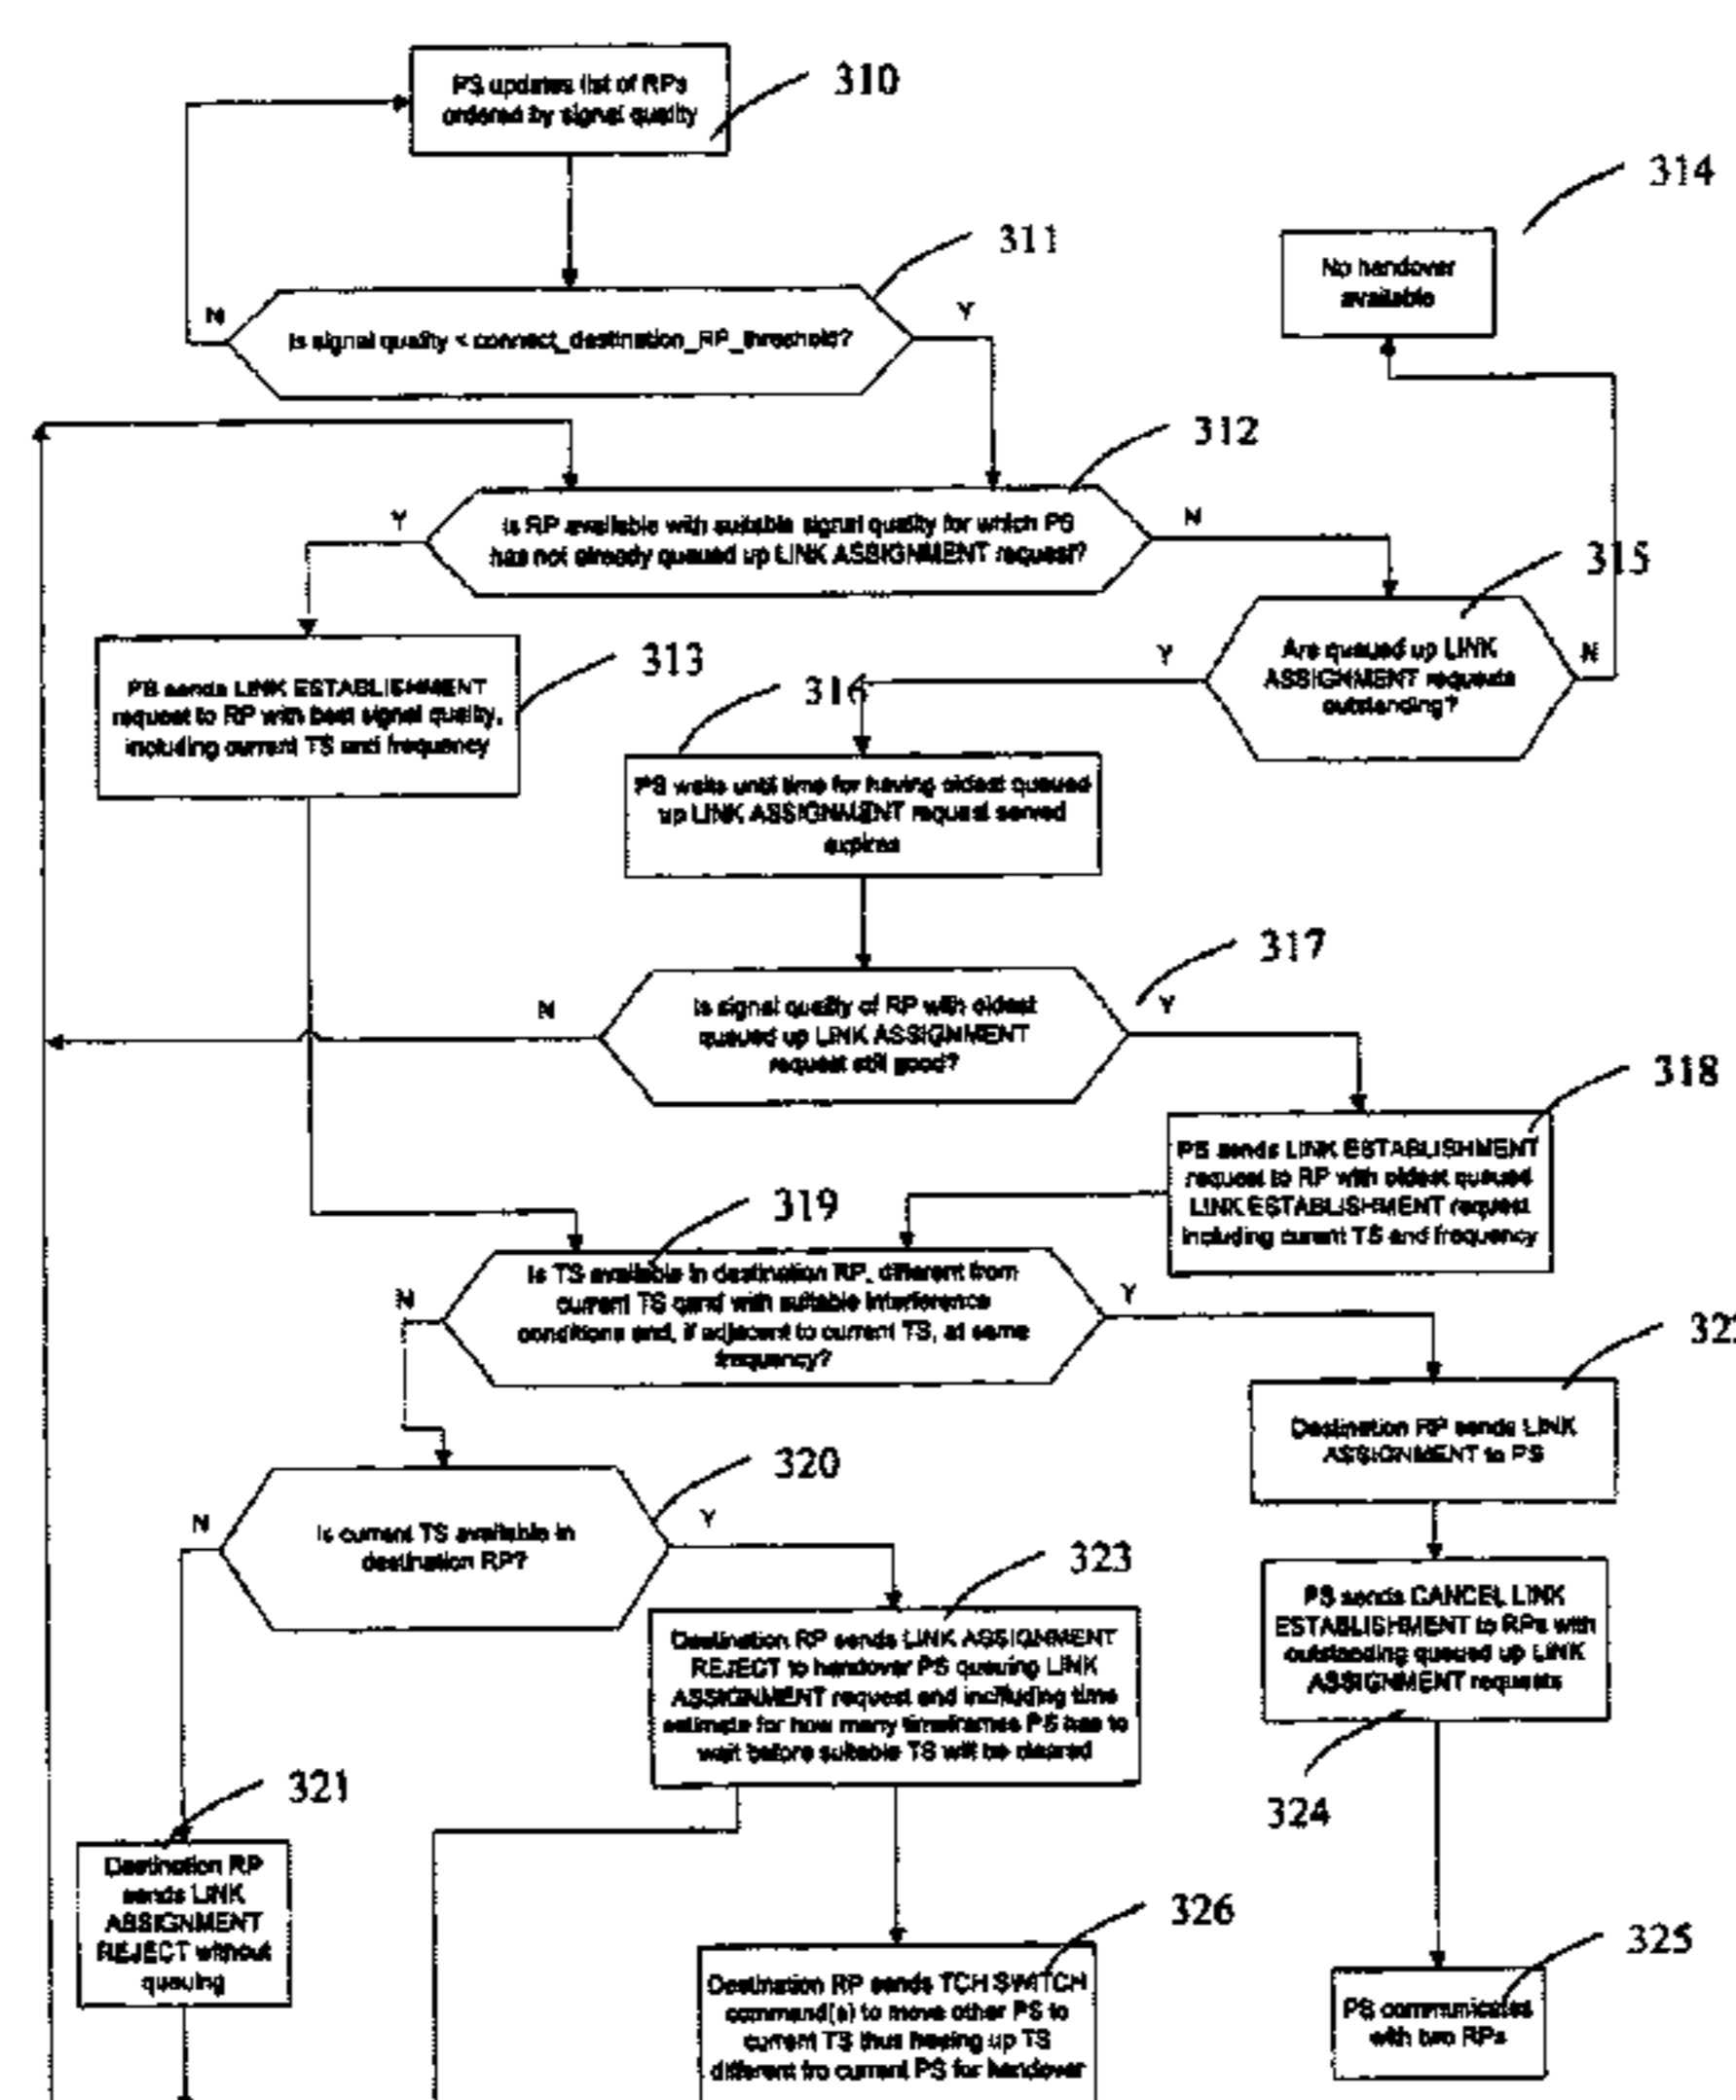 PS updates list of RPs
ordered by signal quality
310
314
311
No handover
available
N
Y
Is signal quality < connect_destination_RP_threshold?
312
Y
N
Is RP available with suitable signal quality for which PS
has not already queued up LINK ASSIGNMENT request?
315
313
Are queued up LINK
ASSIGNMENT requests
outstanding?
Y
N
PS sends LINK ESTABLISHMENT
request to RP with best signal quality,
including current TS and frequency
316
PS waits until time for having oldest queued
up LINK ASSIGNMENT request served
expires
317
N
Y
Is signal quality of RP with oldest
queued up LINK ASSIGNMENT
request still good?
318
PS sends LINK ESTABLISHMENT
request to RP with oldest queued
LINK ESTABLISHMENT request
including current TS and frequency
319
N
Y
Is TS available in destination RP, different from
current TS qand with suitable interference
conditions and, if adjacent to current TS, at same
frequency?
Destination RP sends LINK
ASSIGNMENT to PS
320
N
Y
Is current TS available in
destination RP?
323
PS sends CANCEL LINK
ESTABLISHMENT to RPs with
outstanding queued up LINK
ASSIGNMENT requests
Destination RP sends LINK ASSIGNMENT
REJECT to handover PS queuing LINK
ASSIGNMENT request and inclluding time
estimate for how many timeframes PS has to
wait before suitable TS will be cleared
324
321
Destination RP
sends LINK
ASSIGNMENT
REJECT without
queuing
326
325
Destination RP sends TCH SWITCH
command(s) to move other PS to
current TS thus freeing up TS
different fro current PS for handover
PS communicates
with two RPs